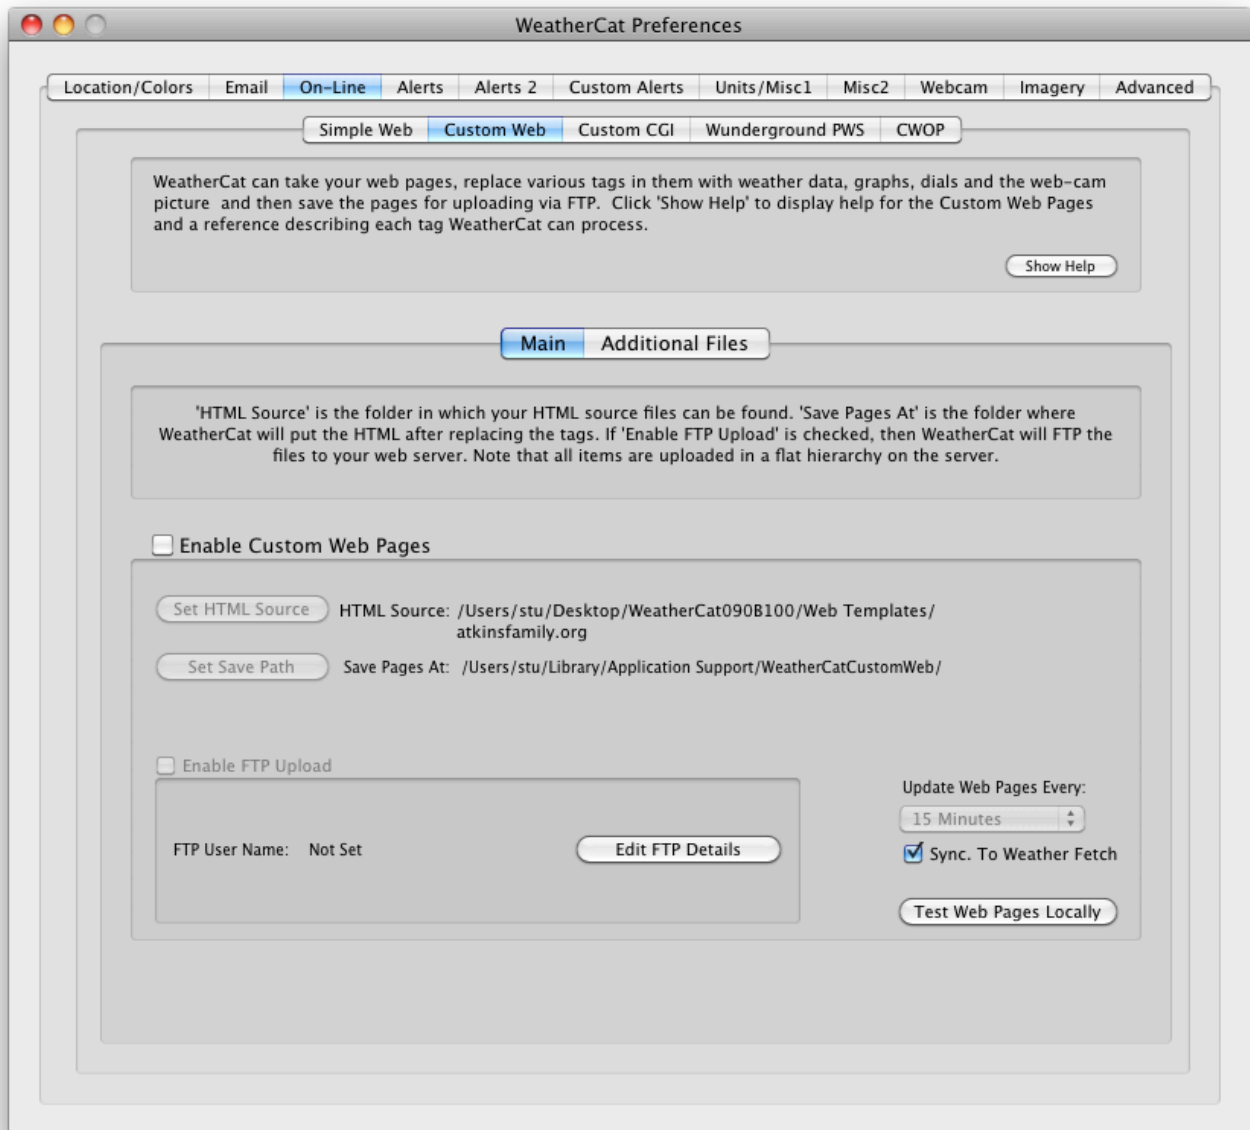 WeatherCat Preferences
Location/Colors Email On-Line Alerts Alerts 2 Custom Alerts Units/Misc1 Misc2 Webcam Imagery Advanced
Simple Web Custom Web Custom CGI Wunderground PWS CWOP
WeatherCat can take your web pages, replace various tags in them with weather data, graphs, dials and the web-cam
picture  and then save the pages for uploading via FTP.  Click 'Show Help' to display help for the Custom Web Pages
and a reference describing each tag WeatherCat can process.
Show Help
Main Additional Files
'HTML Source' is the folder in which your HTML source files can be found. 'Save Pages At' is the folder where
WeatherCat will put the HTML after replacing the tags. If 'Enable FTP Upload' is checked, then WeatherCat will FTP the
files to your web server. Note that all items are uploaded in a flat hierarchy on the server.
Enable Custom Web Pages
Set HTML Source HTML Source: /Users/stu/Desktop/WeatherCat090B100/Web Templates/
atkinsfamily.org
Set Save Path Save Pages At: /Users/stu/Library/Application Support/WeatherCatCustomWeb/
Enable FTP Upload
Update Web Pages Every:
15 Minutes
FTP User Name: Not Set Edit FTP Details
Sync. To Weather Fetch
Test Web Pages Locally